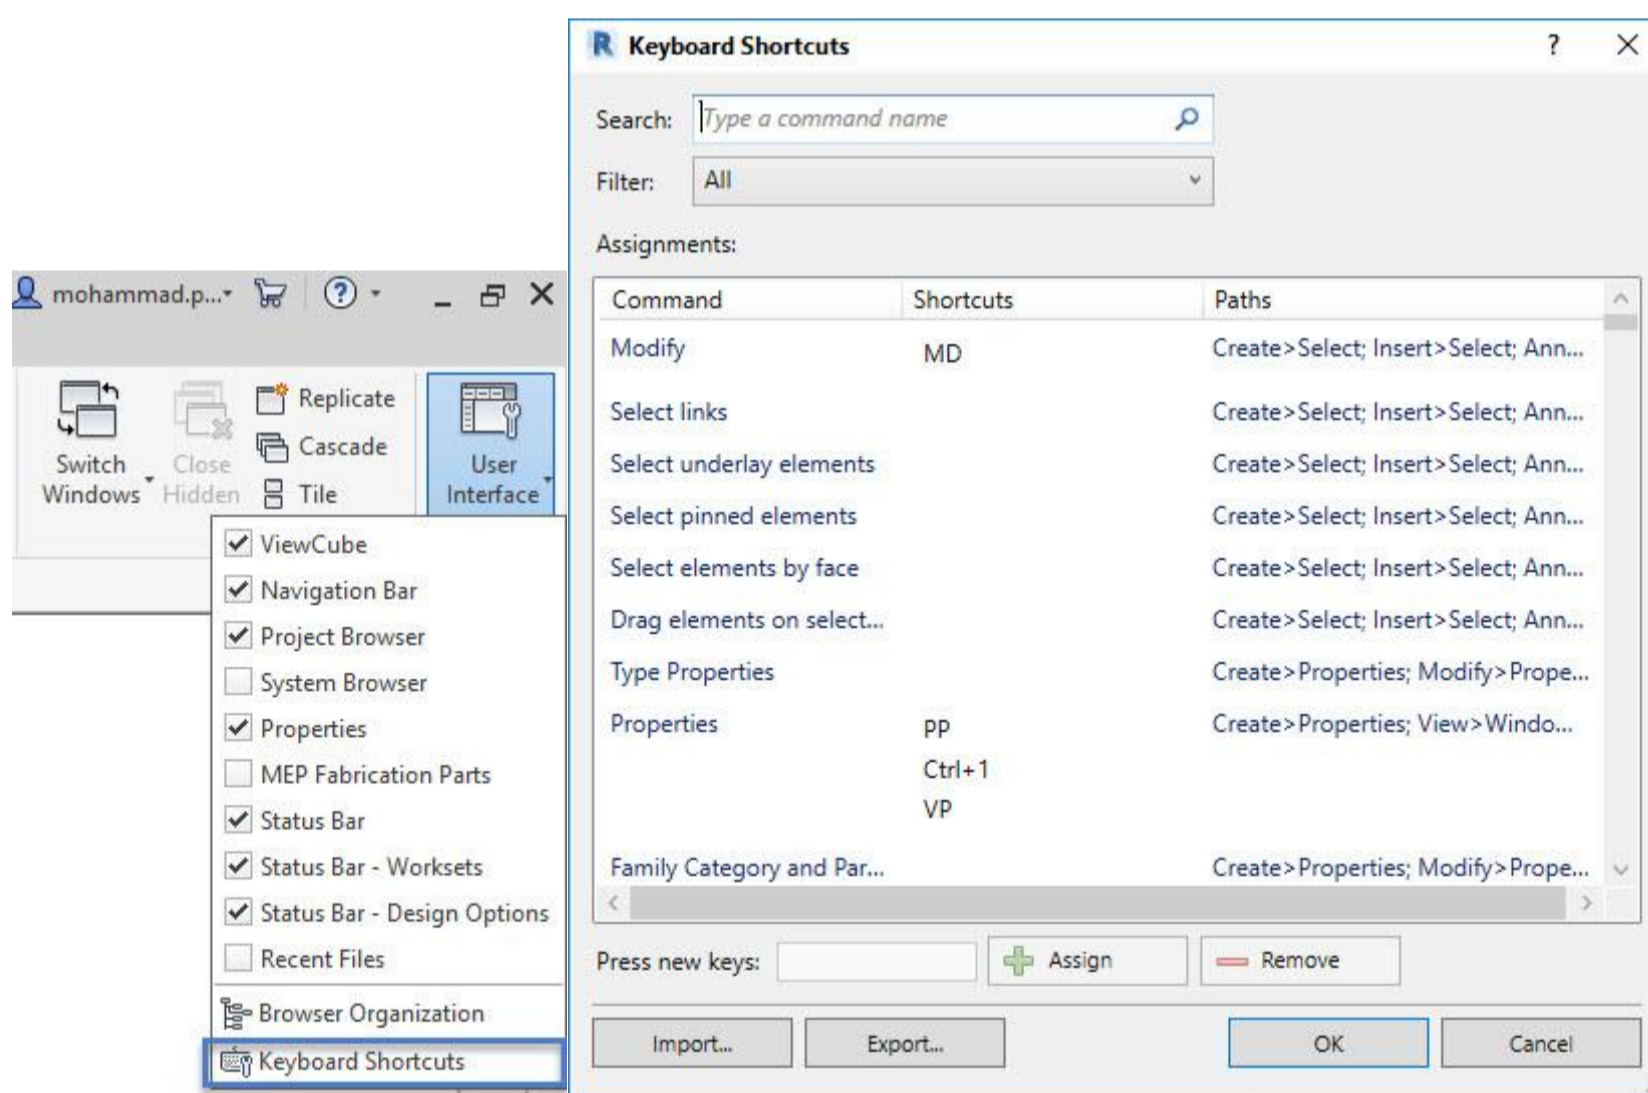 mohammad.p...
Switch
Windows
Close
Hidden
Replicate
Cascade
Tile
User
Interface
ViewCube
Navigation Bar
Project Browser
System Browser
Properties
MEP Fabrication Parts
Status Bar
Status Bar - Worksets
Status Bar - Design Options
Recent Files
Browser Organization
Keyboard Shortcuts
R Keyboard Shortcuts ?
Search: Type a command name
Filter: All
Assignments:
Command Shortcuts Paths
Modify MD Create>Select; Insert>Select; Ann...
Select links Create>Select; Insert>Select; Ann...
Select underlay elements Create>Select; Insert>Select; Ann...
Select pinned elements Create>Select; Insert>Select; Ann...
Select elements by face Create>Select; Insert>Select; Ann...
Drag elements on select... Create>Select; Insert>Select; Ann...
Type Properties Create>Properties; Modify>Prope...
Properties PP Create>Properties; View>Windo...
Ctrl+1
VP
Family Category and Par... Create>Properties; Modify>Prope...
Press new keys: Assign Remove
Import... Export... OK Cancel